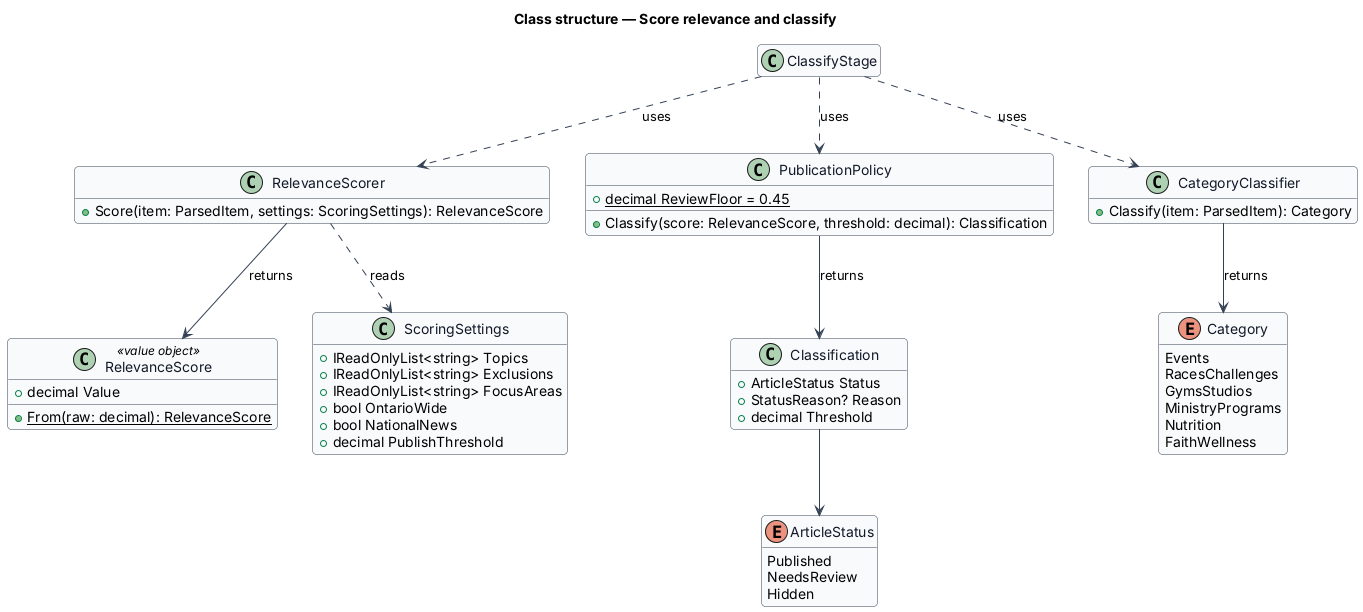 Class structure — Score relevance and classify
C ClassifyStage
uses
uses
uses
C RelevanceScorer
Score(item: ParsedItem, settings: ScoringSettings): RelevanceScore
C PublicationPolicy
decimal ReviewFloor = 0.45
Classify(score: RelevanceScore, threshold: decimal): Classification
C CategoryClassifier
Classify(item: ParsedItem): Category
returns
reads
returns
returns
C «value object»
RelevanceScore
decimal Value
From(raw: decimal): RelevanceScore
C ScoringSettings
IReadOnlyList<string> Topics
IReadOnlyList<string> Exclusions
IReadOnlyList<string> FocusAreas
bool OntarioWide
bool NationalNews
decimal PublishThreshold
C Classification
ArticleStatus Status
StatusReason? Reason
decimal Threshold
E Category
Events
RacesChallenges
GymsStudios
MinistryPrograms
Nutrition
FaithWellness
E ArticleStatus
Published
NeedsReview
Hidden